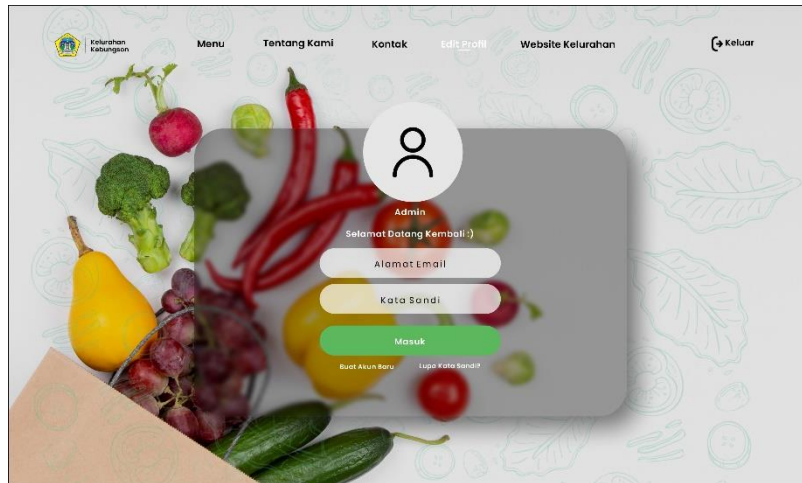 Kelurahan
Kebungson
Menu
Tentang Kami
Kontak
Edit Profil
Website Kelurahan
Keluar
Admin
Selamat Datang Kembali :)
Alamat Email
Kata Sandi
Masuk
Buat Akun Baru
Lupa Kata Sandi?